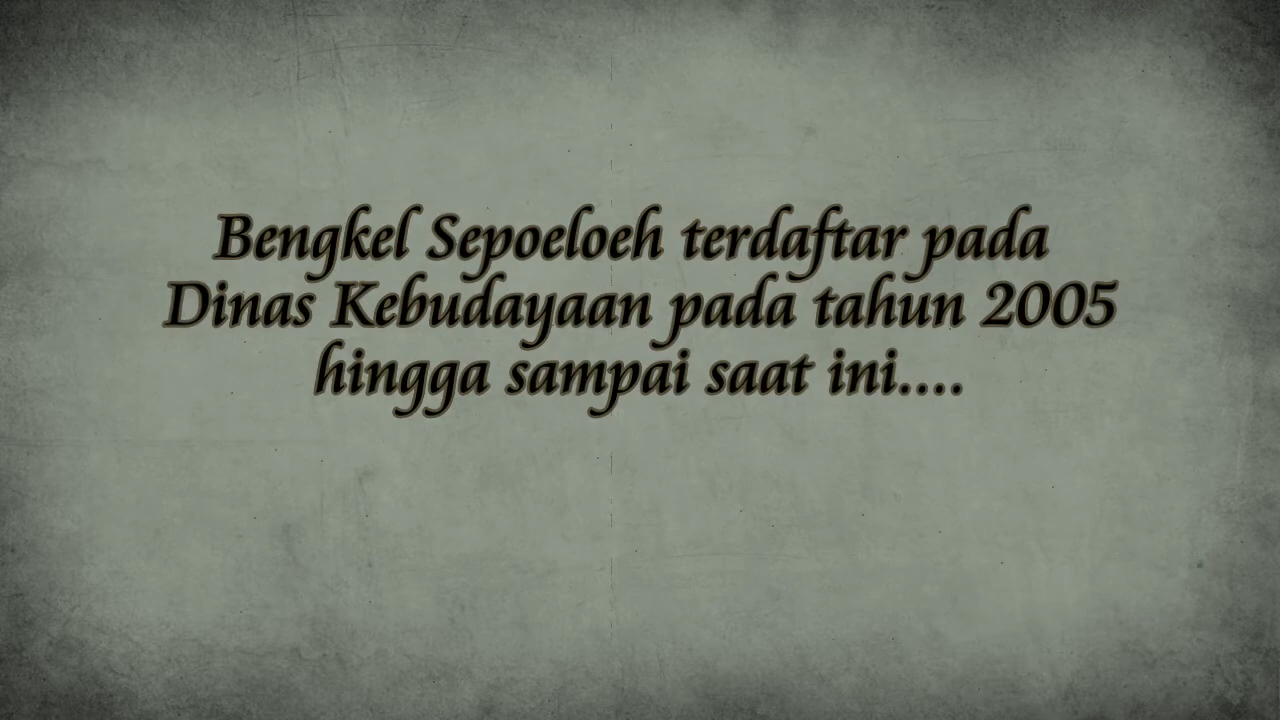 Bengkel Sepoeloeh terdaftar pada
Dinas Kebudayaan pada tahun 2005
hingga sampai saat ini....